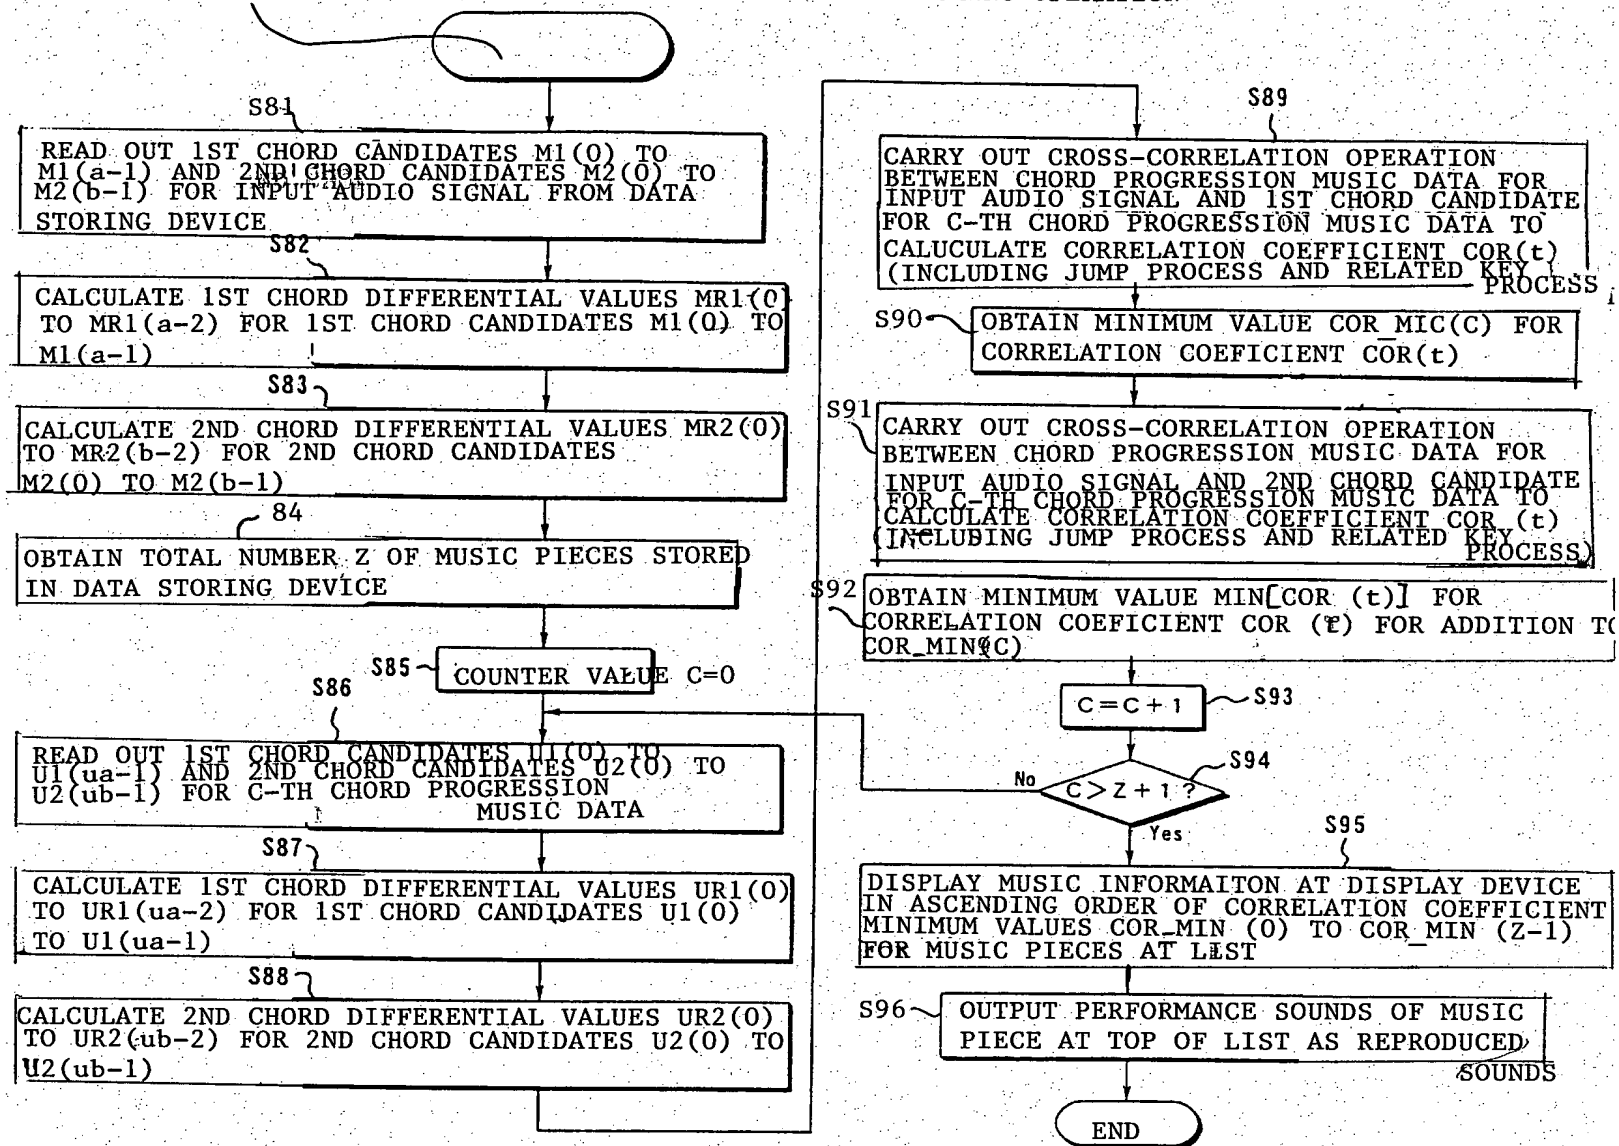 S81
READ OUT 1ST CHORD CANDIDATES M1(0) TO
M1(a-1) AND 2ND CHORD CANDIDATES M2(0) TO
M2(b-1) FOR INPUT AUDIO SIGNAL FROM DATA
STORING DEVICE
S82
CALCULATE 1ST CHORD DIFFERENTIAL VALUES MR1(0)
TO MR1(a-2) FOR 1ST CHORD CANDIDATES M1(0) TO
M1(a-1)
S83
CALCULATE 2ND CHORD DIFFERENTIAL VALUES MR2(0)
TO MR2(b-2) FOR 2ND CHORD CANDIDATES
M2(0) TO M2(b-1)
84
OBTAIN TOTAL NUMBER Z OF MUSIC PIECES STORED
IN DATA STORING DEVICE
S85
COUNTER VALUE C=0
S86
READ OUT 1ST CHORD CANDIDATES U1(0) TO
U1(ua-1) AND 2ND CHORD CANDIDATES U2(0) TO
U2(ub-1) FOR C-TH CHORD PROGRESSION
MUSIC DATA
S87
CALCULATE 1ST CHORD DIFFERENTIAL VALUES UR1(0)
TO UR1(ua-2) FOR 1ST CHORD CANDIDATES U1(0)
TO U1(ua-1)
S88
CALCULATE 2ND CHORD DIFFERENTIAL VALUES UR2(0)
TO UR2(ub-2) FOR 2ND CHORD CANDIDATES U2(0) TO
U2(ub-1)
S89
CARRY OUT CROSS-CORRELATION OPERATION
BETWEEN CHORD PROGRESSION MUSIC DATA FOR
INPUT AUDIO SIGNAL AND 1ST CHORD CANDIDATE
FOR C-TH CHORD PROGRESSION MUSIC DATA TO
CALUCULATE CORRELATION COEFFICIENT COR(t)
(INCLUDING JUMP PROCESS AND RELATED KEY
PROCESS
S90
OBTAIN MINIMUM VALUE COR_MIC(C) FOR
CORRELATION COEFICIENT COR(t)
S91
CARRY OUT CROSS-CORRELATION OPERATION
BETWEEN CHORD PROGRESSION MUSIC DATA FOR
INPUT AUDIO SIGNAL AND 2ND CHORD CANDIDATE
FOR C-TH CHORD PROGRESSION MUSIC DATA TO
CALCULATE CORRELATION COEFFICIENT COR (t)
(INCLUDING JUMP PROCESS AND RELATED KEY
PROCESS)
S92
OBTAIN MINIMUM VALUE MIN[COR (t)] FOR
CORRELATION COEFICIENT COR (t) FOR ADDITION TO
COR_MIN(C)
S93
C=C+1
S94
C>Z+1?
No
Yes
S95
DISPLAY MUSIC INFORMAITON AT DISPLAY DEVICE
IN ASCENDING ORDER OF CORRELATION COEFFICIENT
MINIMUM VALUES COR_MIN (0) TO COR_MIN (Z-1)
FOR MUSIC PIECES AT LIST
S96
OUTPUT PERFORMANCE SOUNDS OF MUSIC
PIECE AT TOP OF LIST AS REPRODUCED
SOUNDS
END